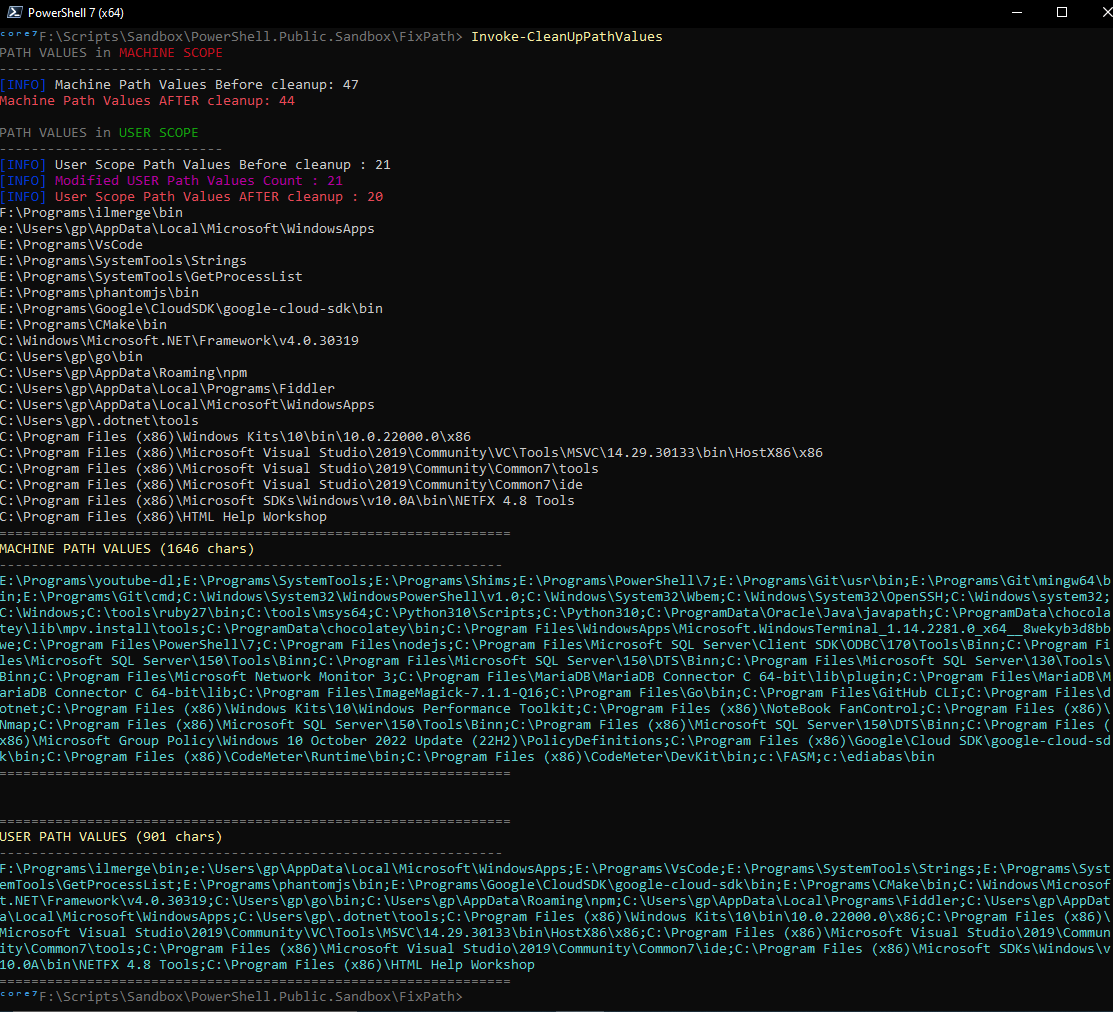 PowerShell 7 (x64)
ᶜᵒʳᵉ⁷F:\Scripts\Sandbox\PowerShell.Public.Sandbox\FixPath> Invoke-CleanUpPathValues
PATH VALUES in MACHINE SCOPE
----------------------------
[INFO] Machine Path Values Before cleanup: 47
Machine Path Values AFTER cleanup: 44
PATH VALUES in USER SCOPE
----------------------------
[INFO] User Scope Path Values Before cleanup : 21
[INFO] Modified USER Path Values Count : 21
[INFO] User Scope Path Values AFTER cleanup : 20
F:\Programs\ilmerge\bin
e:\Users\gp\AppData\Local\Microsoft\WindowsApps
E:\Programs\VsCode
E:\Programs\SystemTools\Strings
E:\Programs\SystemTools\GetProcessList
E:\Programs\phantomjs\bin
E:\Programs\Google\CloudSDK\google-cloud-sdk\bin
E:\Programs\CMake\bin
C:\Windows\Microsoft.NET\Framework\v4.0.30319
C:\Users\gp\go\bin
C:\Users\gp\AppData\Roaming\npm
C:\Users\gp\AppData\Local\Programs\Fiddler
C:\Users\gp\AppData\Local\Microsoft\WindowsApps
C:\Users\gp\.dotnet\tools
C:\Program Files (x86)\Windows Kits\10\bin\10.0.22000.0\x86
C:\Program Files (x86)\Microsoft Visual Studio\2019\Community\VC\Tools\MSVC\14.29.30133\bin\HostX86\x86
C:\Program Files (x86)\Microsoft Visual Studio\2019\Community\Common7\tools
C:\Program Files (x86)\Microsoft Visual Studio\2019\Community\Common7\ide
C:\Program Files (x86)\Microsoft SDKs\Windows\v10.0A\bin\NETFX 4.8 Tools
C:\Program Files (x86)\HTML Help Workshop
================================================================
MACHINE PATH VALUES (1646 chars)
---------------------------------------------------------------
E:\Programs\youtube-dl;E:\Programs\SystemTools;E:\Programs\Shims;E:\Programs\PowerShell\7;E:\Programs\Git\usr\bin;E:\Programs\Git\mingw64\b
in;E:\Programs\Git\cmd;C:\Windows\System32\WindowsPowerShell\v1.0;C:\Windows\System32\Wbem;C:\Windows\System32\OpenSSH;C:\Windows\system32;
C:\Windows;C:\tools\ruby27\bin;C:\tools\msys64;C:\Python310\Scripts;C:\Python310;C:\ProgramData\Oracle\Java\javapath;C:\ProgramData\chocola
tey\lib\mpv.install\tools;C:\ProgramData\chocolatey\bin;C:\Program Files\WindowsApps\Microsoft.WindowsTerminal_1.14.2281.0_x64__8wekyb3d8bb
we;C:\Program Files\PowerShell\7;C:\Program Files\nodejs;C:\Program Files\Microsoft SQL Server\Client SDK\ODBC\170\Tools\Binn;C:\Program Fi
les\Microsoft SQL Server\150\Tools\Binn;C:\Program Files\Microsoft SQL Server\150\DTS\Binn;C:\Program Files\Microsoft SQL Server\130\Tools\
Binn;C:\Program Files\Microsoft Network Monitor 3;C:\Program Files\MariaDB\MariaDB Connector C 64-bit\lib\plugin;C:\Program Files\MariaDB\M
ariaDB Connector C 64-bit\lib;C:\Program Files\ImageMagick-7.1.1-Q16;C:\Program Files\Go\bin;C:\Program Files\GitHub CLI;C:\Program Files\d
otnet;C:\Program Files (x86)\Windows Kits\10\Windows Performance Toolkit;C:\Program Files (x86)\NoteBook FanControl;C:\Program Files (x86)\
Nmap;C:\Program Files (x86)\Microsoft SQL Server\150\Tools\Binn;C:\Program Files (x86)\Microsoft SQL Server\150\DTS\Binn;C:\Program Files (
x86)\Microsoft Group Policy\Windows 10 October 2022 Update (22H2)\PolicyDefinitions;C:\Program Files (x86)\Google\Cloud SDK\google-cloud-sd
k\bin;C:\Program Files (x86)\CodeMeter\Runtime\bin;C:\Program Files (x86)\CodeMeter\DevKit\bin;c:\FASM;c:\ediabas\bin
================================================================
================================================================
USER PATH VALUES (901 chars)
---------------------------------------------------------------
F:\Programs\ilmerge\bin;e:\Users\gp\AppData\Local\Microsoft\WindowsApps;E:\Programs\VsCode;E:\Programs\SystemTools\Strings;E:\Programs\Syst
emTools\GetProcessList;E:\Programs\phantomjs\bin;E:\Programs\Google\CloudSDK\google-cloud-sdk\bin;E:\Programs\CMake\bin;C:\Windows\Microsof
t.NET\Framework\v4.0.30319;C:\Users\gp\go\bin;C:\Users\gp\AppData\Roaming\npm;C:\Users\gp\AppData\Local\Programs\Fiddler;C:\Users\gp\AppDat
a\Local\Microsoft\WindowsApps;C:\Users\gp\.dotnet\tools;C:\Program Files (x86)\Windows Kits\10\bin\10.0.22000.0\x86;C:\Program Files (x86)\
Microsoft Visual Studio\2019\Community\VC\Tools\MSVC\14.29.30133\bin\HostX86\x86;C:\Program Files (x86)\Microsoft Visual Studio\2019\Commun
ity\Common7\tools;C:\Program Files (x86)\Microsoft Visual Studio\2019\Community\Common7\ide;C:\Program Files (x86)\Microsoft SDKs\Windows\v
10.0A\bin\NETFX 4.8 Tools;C:\Program Files (x86)\HTML Help Workshop
================================================================
ᶜᵒʳᵉ⁷F:\Scripts\Sandbox\PowerShell.Public.Sandbox\FixPath>